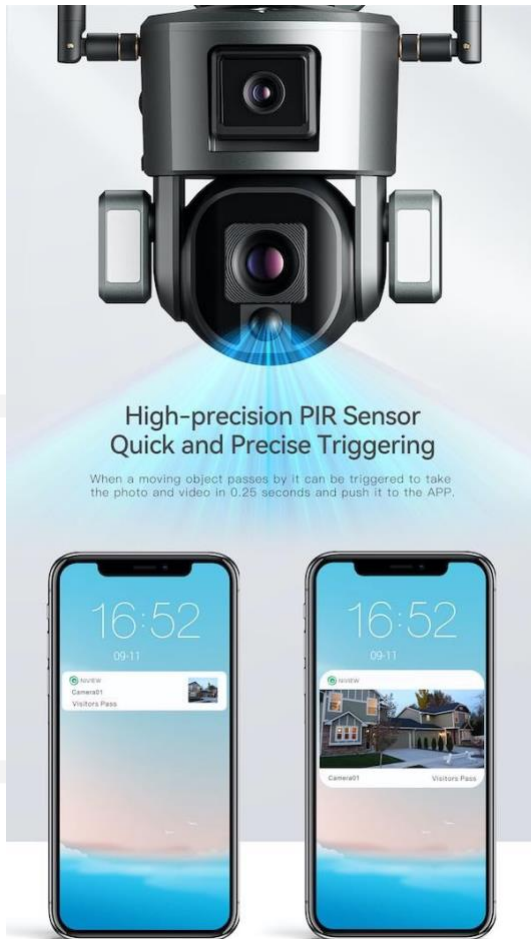 High-precision PIR Sensor
Quick and Precise Triggering
When a moving object passes by it can be triggered to take
the photo and video in 0.25 seconds and push it to the APP.
16:52
09-11
NIVIEW
Camera01
Visitors Pass
16:52
09-11
NIVIEW
Camera01 Visitors Pass